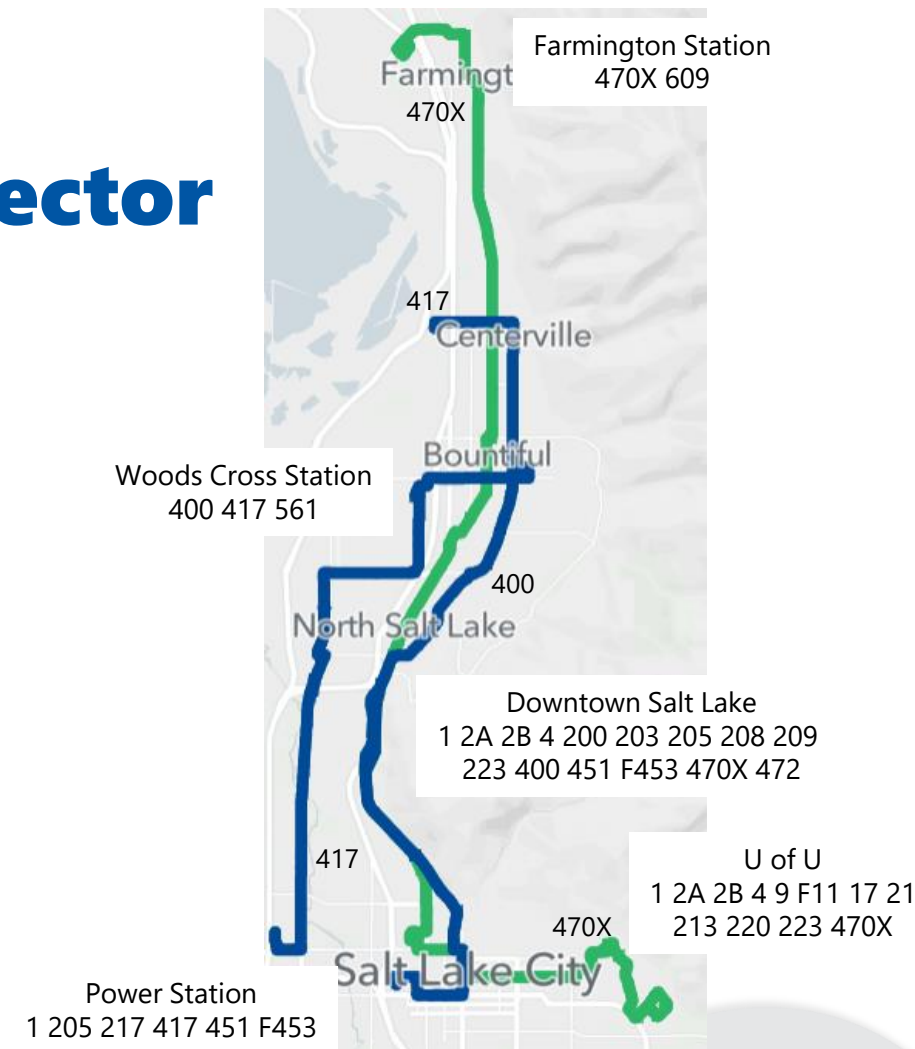 Farmington Station
470X 609
Farmingt
470X
ector
417
Centerville
Bountiful
Woods Cross Station
400 417 561
400
North Salt Lake
Downtown Salt Lake
1 2A 2B 4 200 203 205 208 209
223 400 451 F453 470X 472
417
U of U
1 2A 2B 4 9 F11 17 21
213 220 223 470X
470X
Salt Lake City
Power Station
1 205 217 417 451 F453